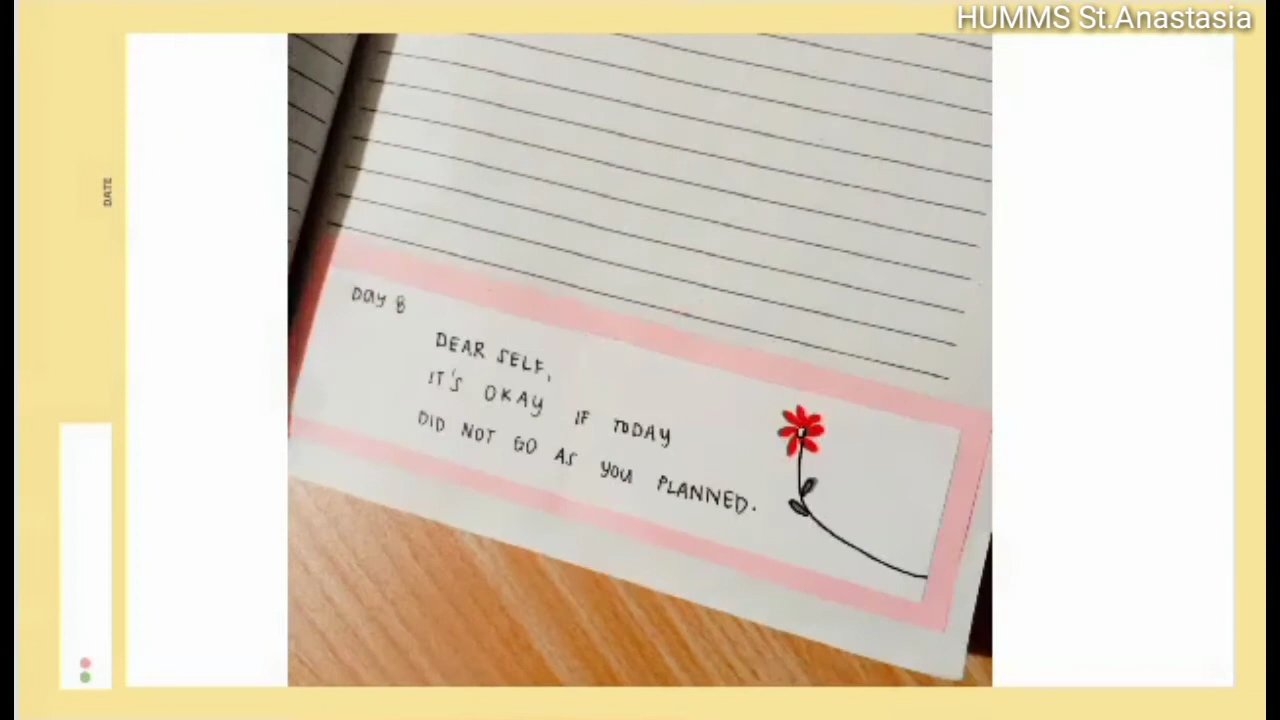 HUMMS St.Anastasia
DATE
Day 8
DEAR SELF,
IT'S OKAY IF TODAY
DID NOT GO AS YOU PLANNED.